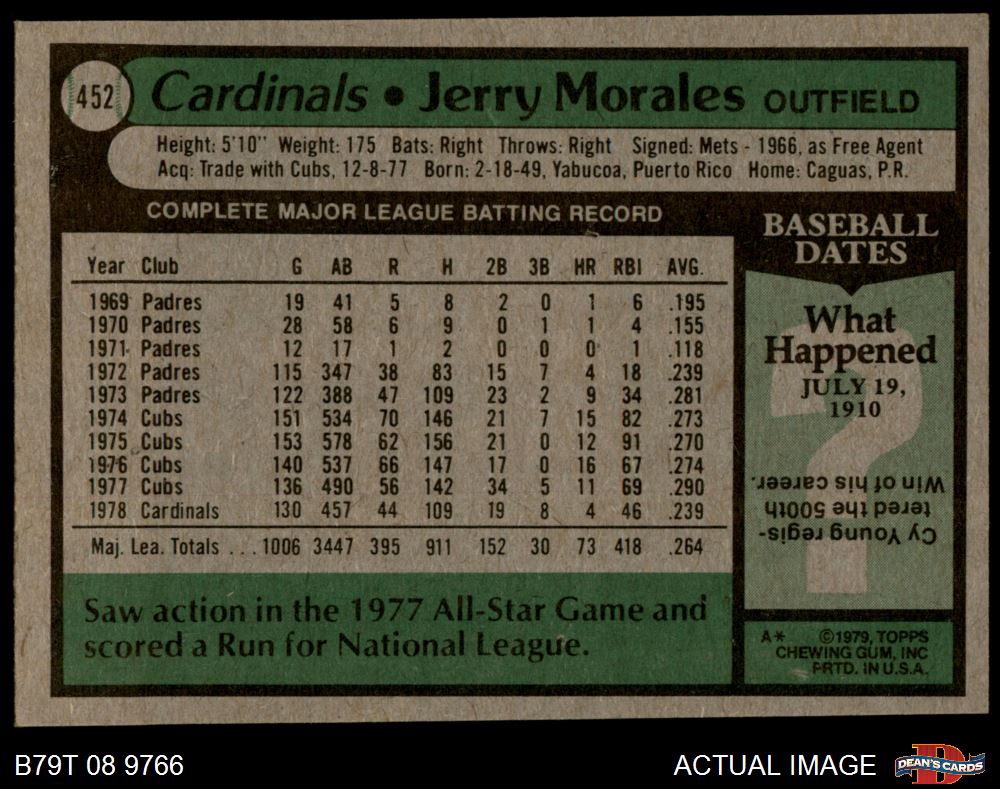 452
Cardinals • Jerry Morales OUTFIELD
Height: 5'10" Weight: 175 Bats: Right Throws: Right Signed: Mets - 1966, as Free Agent
Acq: Trade with Cubs, 12-8-77 Born: 2-18-49, Yabucoa, Puerto Rico Home: Caguas, P.R.
COMPLETE MAJOR LEAGUE BATTING RECORD
Year Club G AB R H 2B 3B HR RBI AVG.
1969 Padres 19 41 5 8 2 0 1 6 .195
1970 Padres 28 58 6 9 0 1 1 4 .155
1971 Padres 12 17 1 2 0 0 0 1 .118
1972 Padres 115 347 38 83 15 7 4 18 .239
1973 Padres 122 388 47 109 23 2 9 34 .281
1974 Cubs 151 534 70 146 21 7 15 82 .273
1975 Cubs 153 578 62 156 21 0 12 91 .270
1976 Cubs 140 537 66 147 17 0 16 67 .274
1977 Cubs 136 490 56 142 34 5 11 69 .290
1978 Cardinals 130 457 44 109 19 8 4 46 .239
Maj. Lea. Totals . . . 1006 3447 395 911 152 30 73 418 .264
Saw action in the 1977 All-Star Game and
scored a Run for National League.
BASEBALL
DATES
What
Happened
JULY 19,
1910
Cy Young regis-
tered the 500th
Win of his career.
A* ©1979, TOPPS
CHEWING GUM, INC
PRTD. IN U.S.A.
B79T 08 9766
ACTUAL IMAGE
D
DEAN'S CARDS